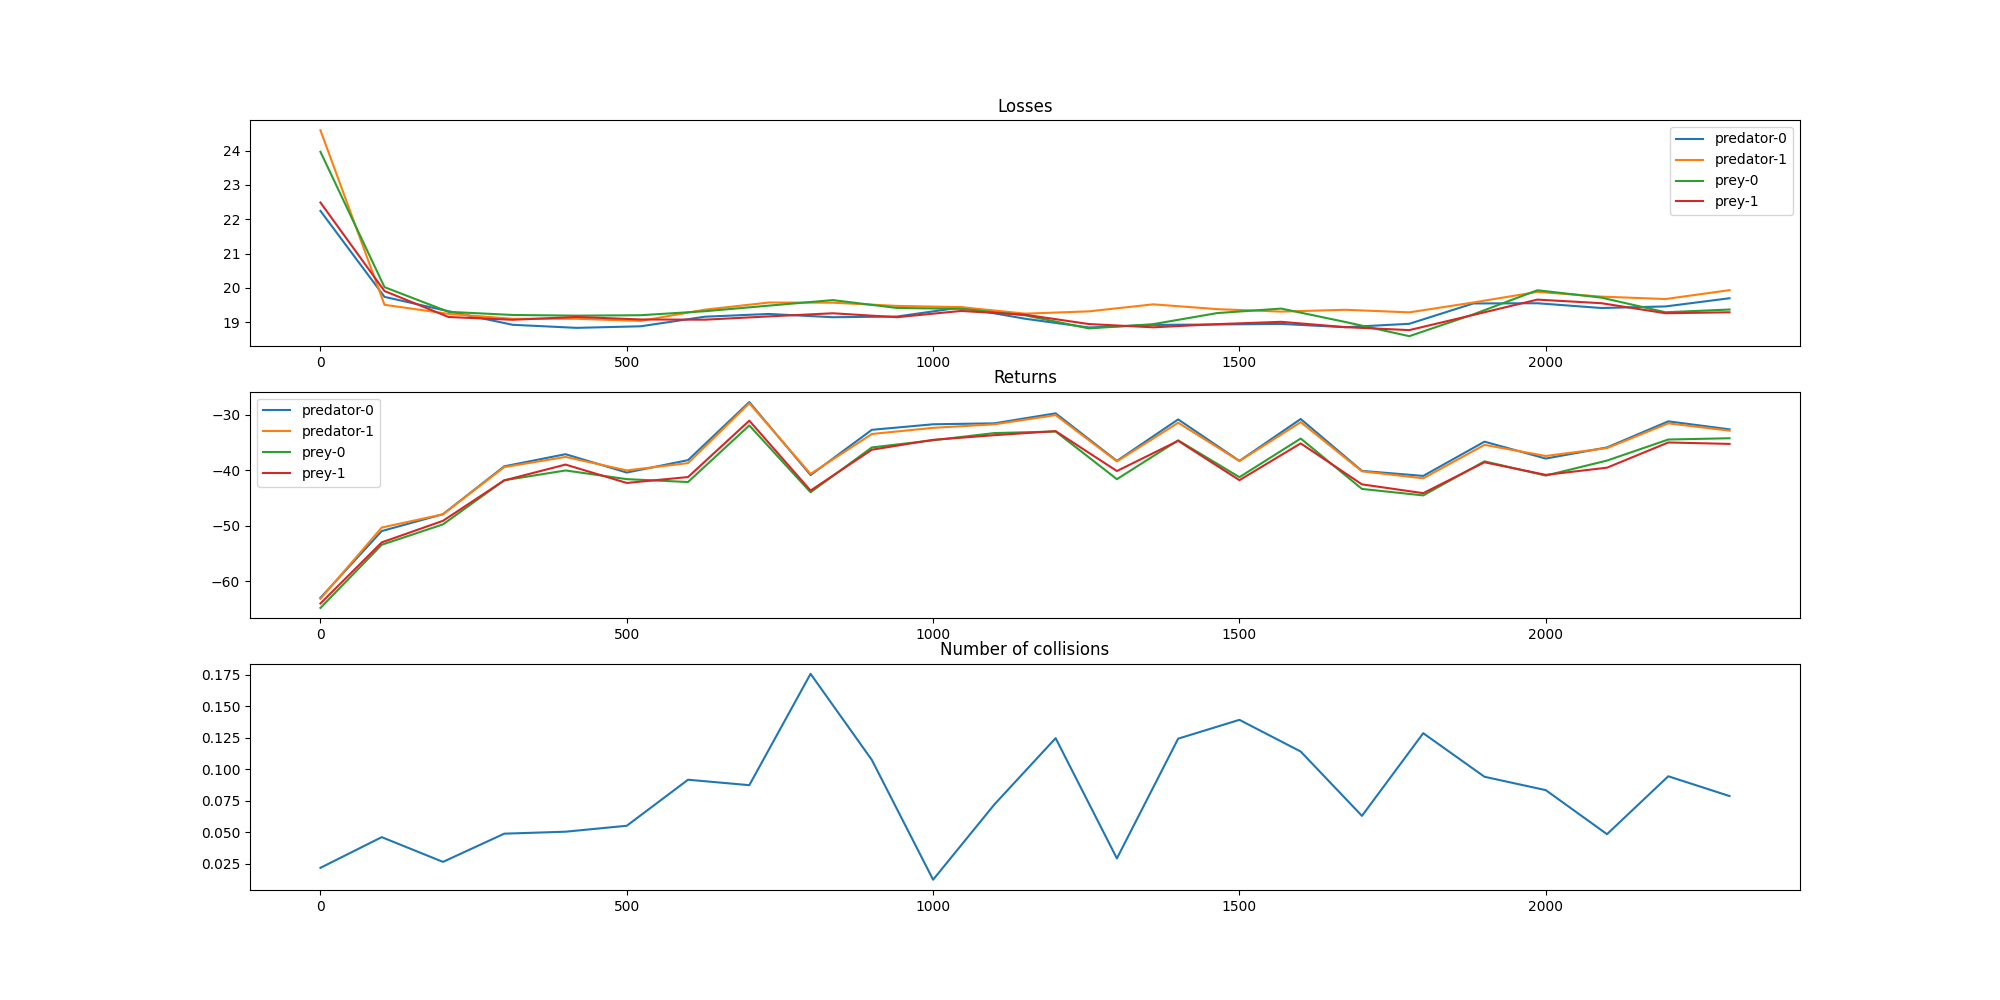 Losses
24
23
22
21
20
19
predator-0
predator-1
prey-0
prey-1
0 500 1000 1500 2000
Returns
−30
−40
−50
−60
predator-0
predator-1
prey-0
prey-1
0 500 1000 1500 2000
Number of collisions
0.175
0.150
0.125
0.100
0.075
0.050
0.025
0 500 1000 1500 2000